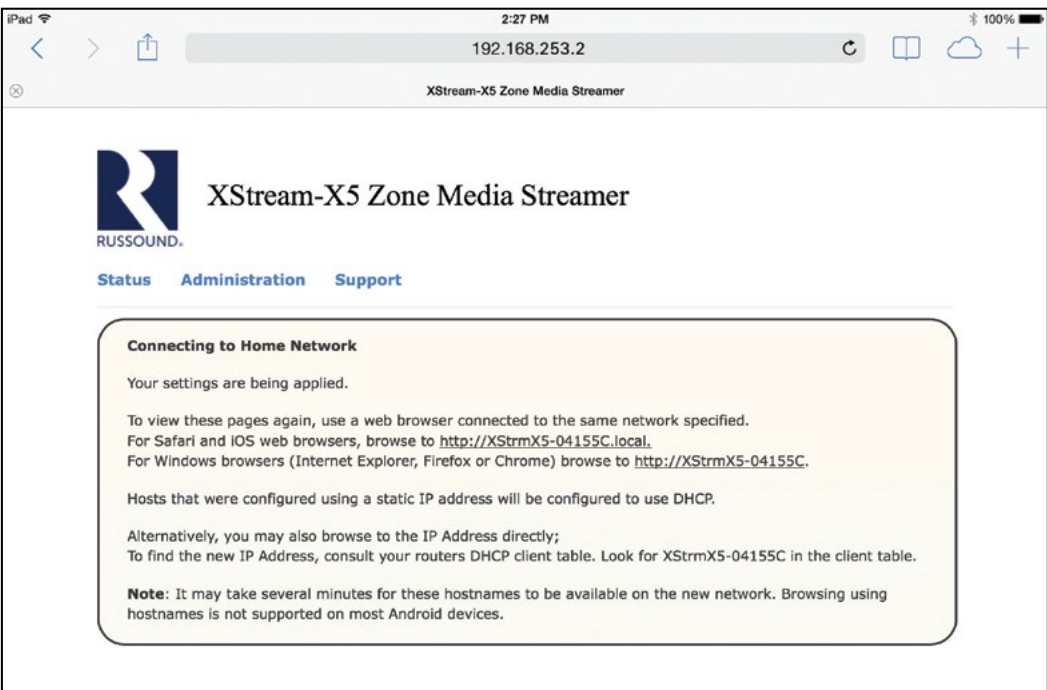 iPad 2:27 PM 100%
192.168.253.2
XStream-X5 Zone Media Streamer
RUSSOUND®
XStream-X5 Zone Media Streamer
Status Administration Support
Connecting to Home Network
Your settings are being applied.
To view these pages again, use a web browser connected to the same network specified.
For Safari and iOS web browsers, browse to http://XStrmX5-04155C.local.
For Windows browsers (Internet Explorer, Firefox or Chrome) browse to http://XStrmX5-04155C.
Hosts that were configured using a static IP address will be configured to use DHCP.
Alternatively, you may also browse to the IP Address directly;
To find the new IP Address, consult your routers DHCP client table. Look for XStrmX5-04155C in the client table.
Note: It may take several minutes for these hostnames to be available on the new network. Browsing using
hostnames is not supported on most Android devices.